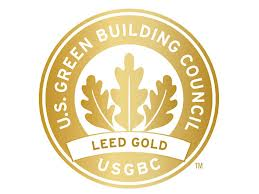 U.S. GREEN BUILDING COUNCIL
LEED GOLD
USGBC
TM